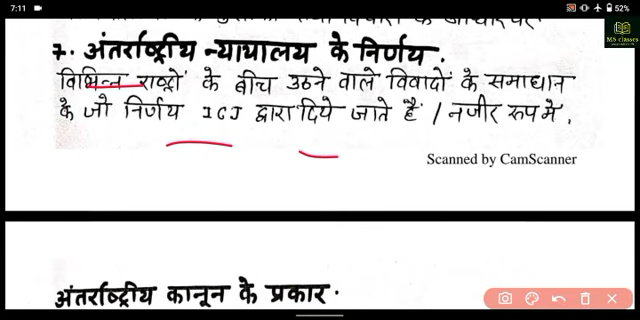 7:11
52%
MS classes
7. अंतर्राष्ट्रीय न्यायालय के निर्णय.
विभिन्न राष्ट्रों के बीच उठने वाले विवादों के समाधान
के जो निर्णय ICJ द्वारा दिये जाते हैं / नजीर रूप मे.
Scanned by CamScanner
अंतर्राष्ट्रीय कानून के प्रकार.